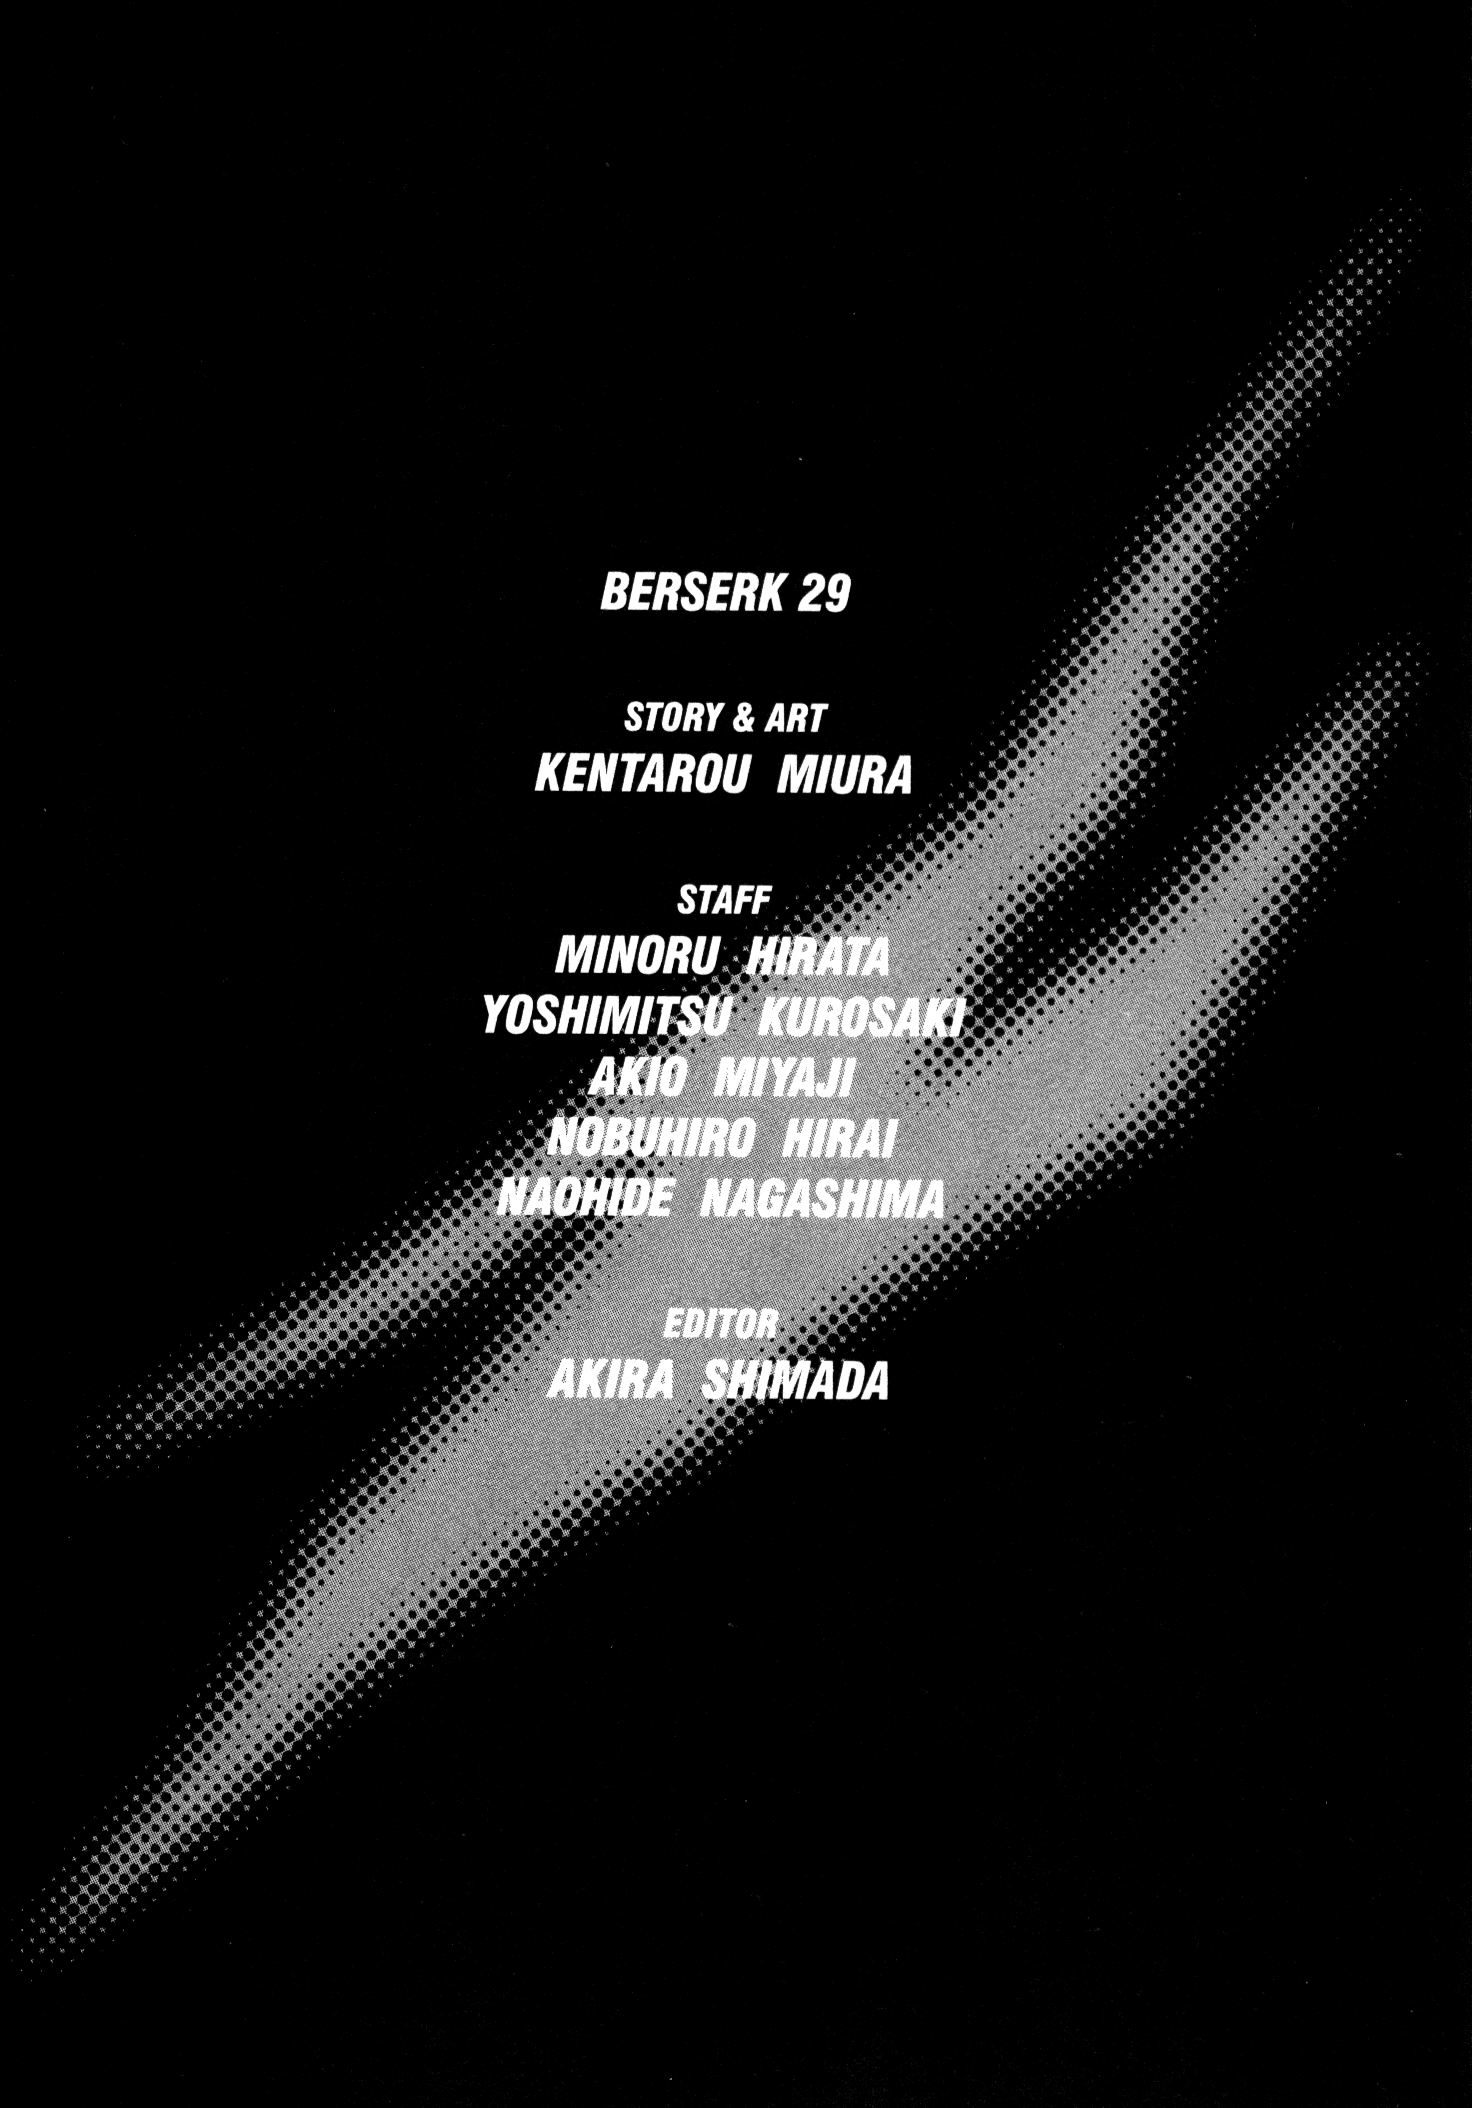 BERSERK 29
STORY & ART
KENTAROU MIURA
STAFF
MINORU HIRATA
YOSHIMITSU KUROSAKI
AKIO MIYAJI
NOBUHIRO HIRAI
NAOHIDE NAGASHIMA
EDITOR
AKIRA SHIMADA